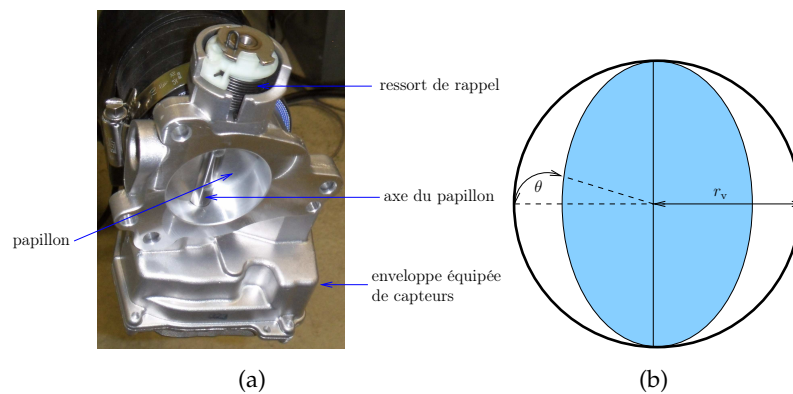 ressort de rappel
axe du papillon
papillon
enveloppe équipée
de capteurs
θ
r_v
(a)
(b)